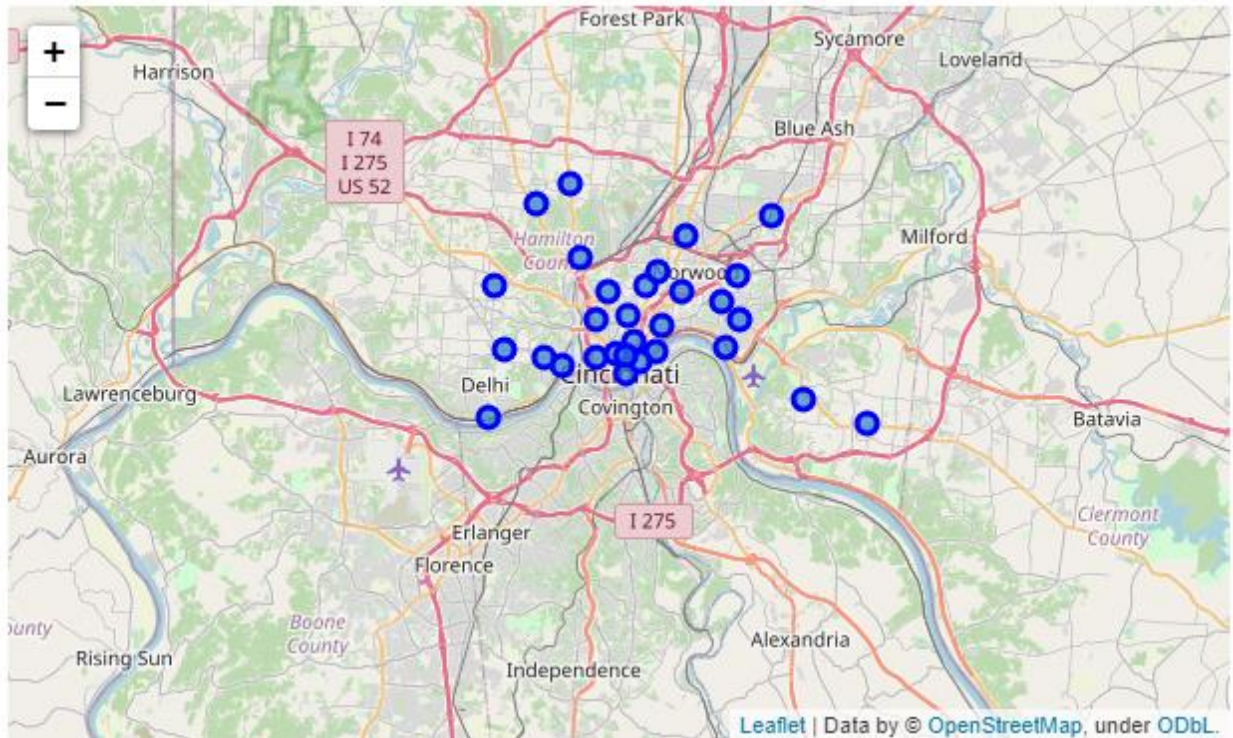 Forest Park
+
Sycamore
Harrison
Loveland
−
I 74
I 275
US 52
Blue Ash
Hamilton
County
Milford
Norwood
Delhi
Cincinnati
Lawrenceburg
Covington
Batavia
Aurora
I 275
Clermont
County
Erlanger
Florence
Boone
County
ounty
Alexandria
Rising Sun
Independence
Leaflet | Data by © OpenStreetMap, under ODbL.